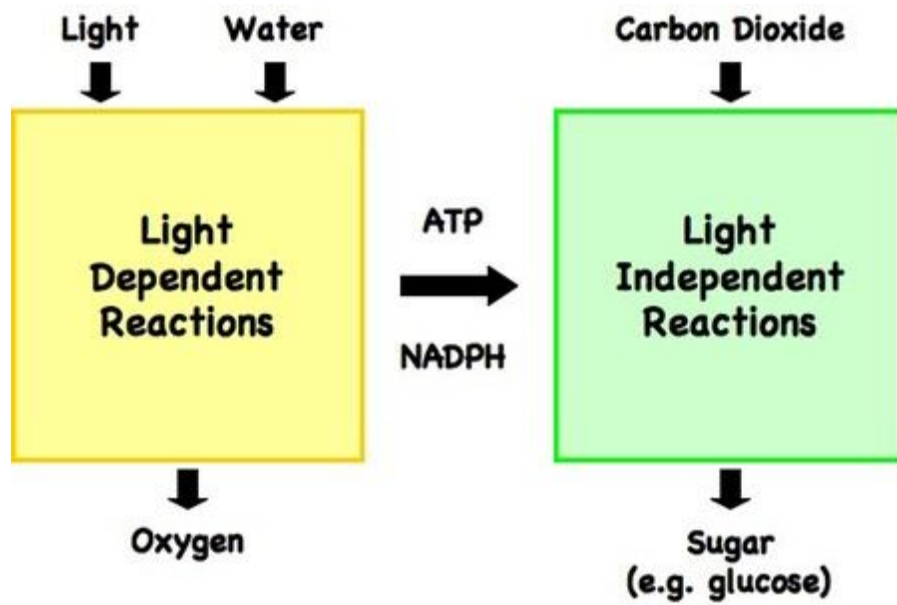 Light
Water
Carbon Dioxide
Light
Dependent
Reactions
ATP
NADPH
Light
Independent
Reactions
Oxygen
Sugar
(e.g. glucose)